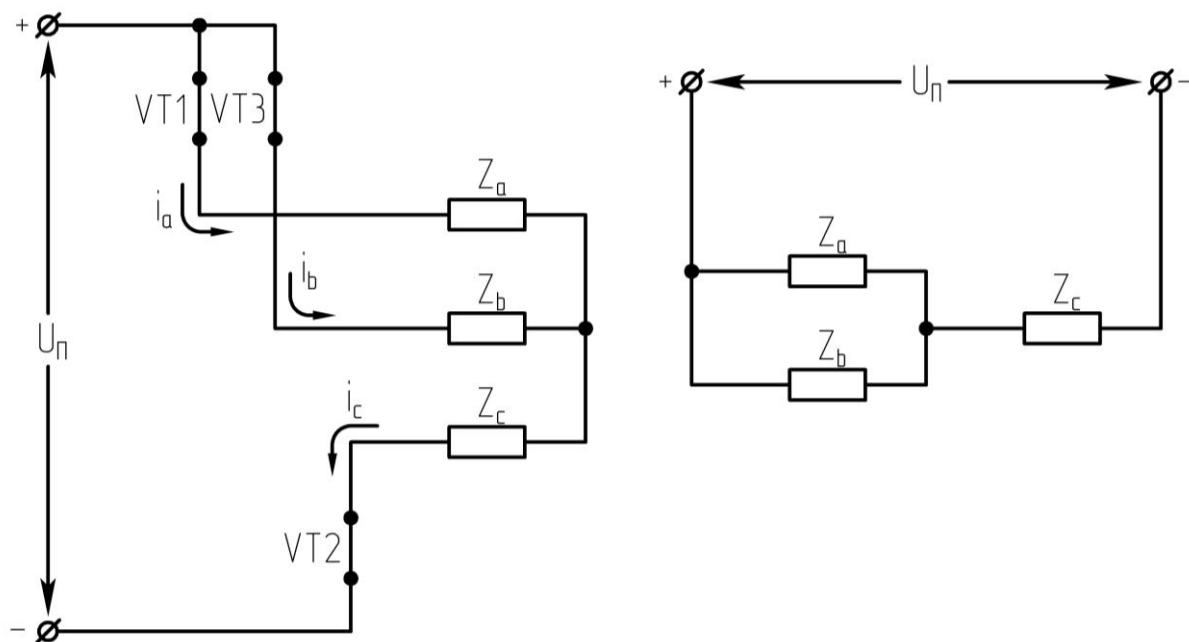 +
VT1
VT3
i_a
Z_a
i_b
Z_b
U_П
i_c
Z_c
VT2
−
+
U_П
−
Z_a
Z_c
Z_b